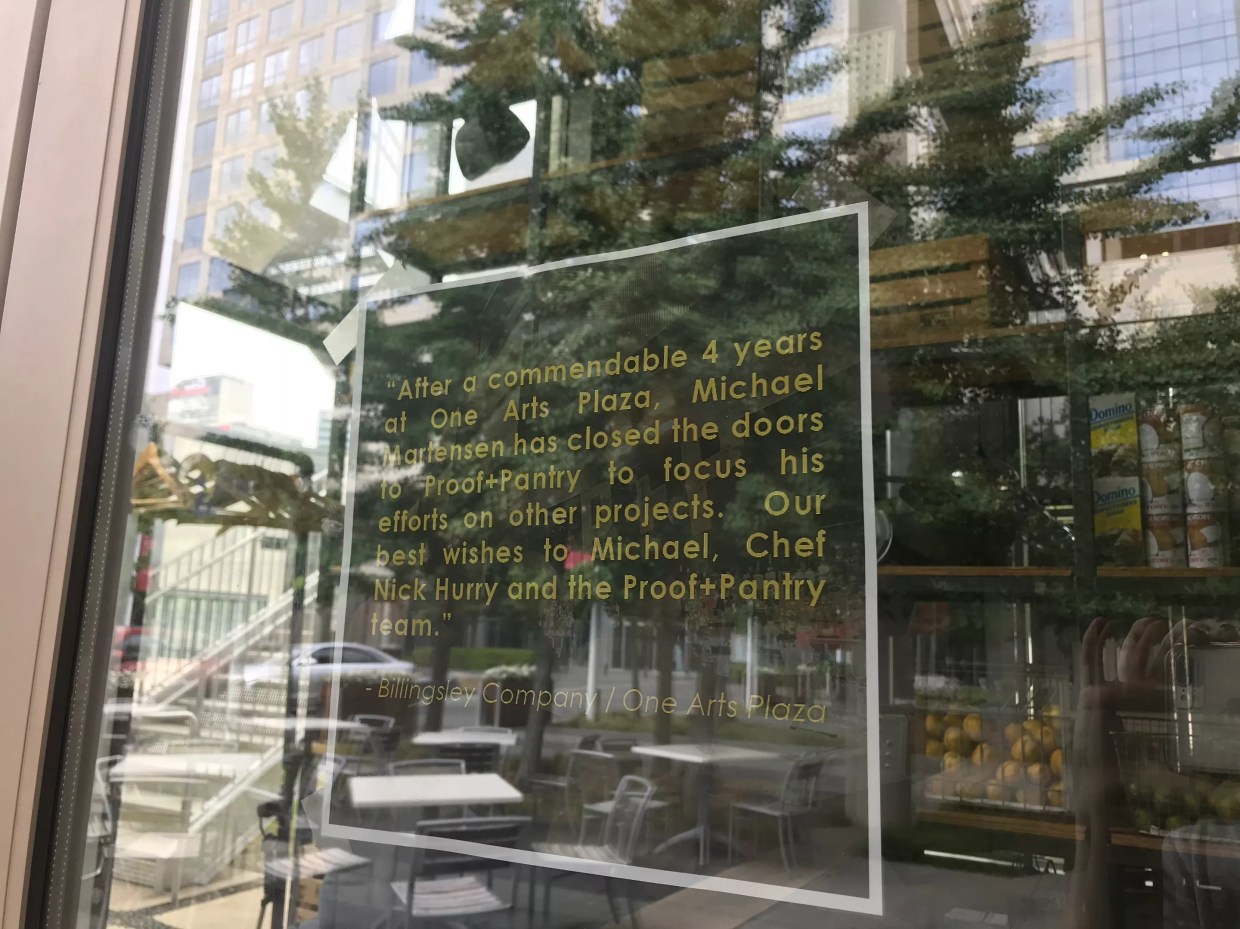 "After a commendable 4 years
at One Arts Plaza, Michael
Martensen has closed the doors
to Proof+Pantry to focus his
efforts on other projects. Our
best wishes to Michael, Chef
Nick Hurry and the Proof+Pantry
team."
- Billingsley Company / One Arts Plaza
Domino
Domino